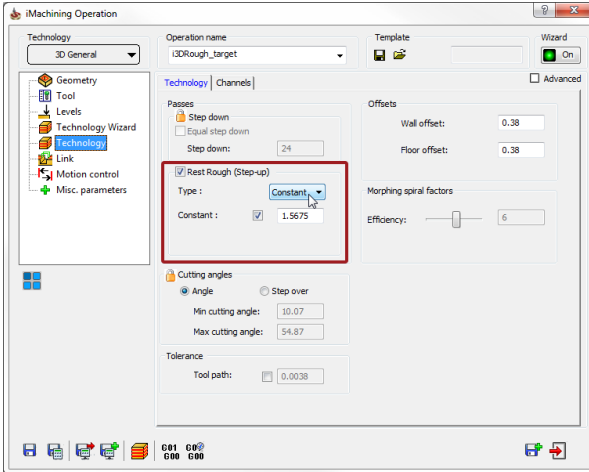 iMachining Operation
Technology
3D General
Operation name
i3DRough_target
Template
Wizard
On
Geometry
Tool
Levels
Technology Wizard
Technology
Link
Motion control
Misc. parameters
Technology Channels
Advanced
Passes
Step down
Equal step down
Step down: 24
Rest Rough (Step-up)
Type : Constant
Constant : 1.5675
Cutting angles
Angle Step over
Min cutting angle: 10.07
Max cutting angle: 54.87
Tolerance
Tool path: 0.0038
Offsets
Wall offset: 0.38
Floor offset: 0.38
Morphing spiral factors
Efficiency: 6
G01 G0
G00 G00